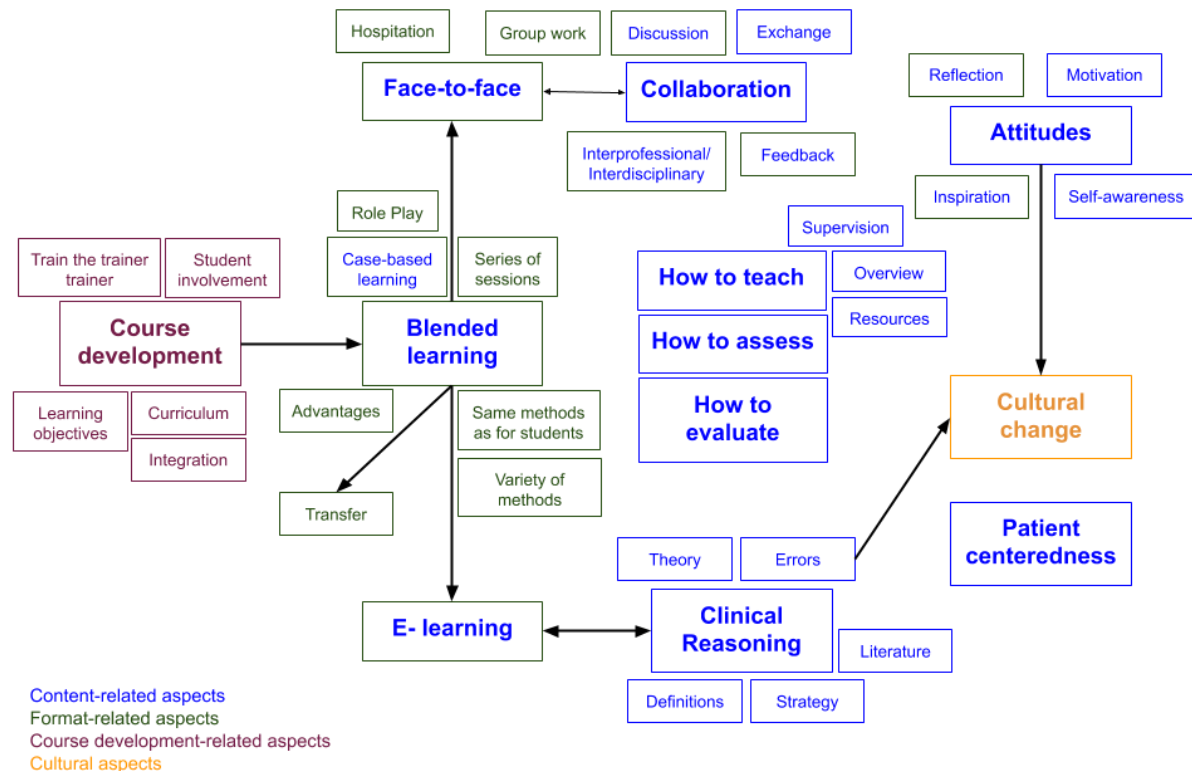 Hospitation
Group work
Discussion
Exchange
Face-to-face
Collaboration
Reflection
Motivation
Attitudes
Interprofessional/
Interdisciplinary
Feedback
Inspiration
Self-awareness
Role Play
Supervision
Train the trainer
trainer
Student
involvement
Case-based
learning
Series of
sessions
How to teach
Overview
Resources
Course
development
Blended
learning
How to assess
Learning
objectives
Curriculum
Integration
Advantages
Same methods
as for students
How to
evaluate
Cultural
change
Variety of
methods
Transfer
Theory
Errors
Patient
centeredness
E- learning
Clinical
Reasoning
Literature
Definitions
Strategy
Content-related aspects
Format-related aspects
Course development-related aspects
Cultural aspects